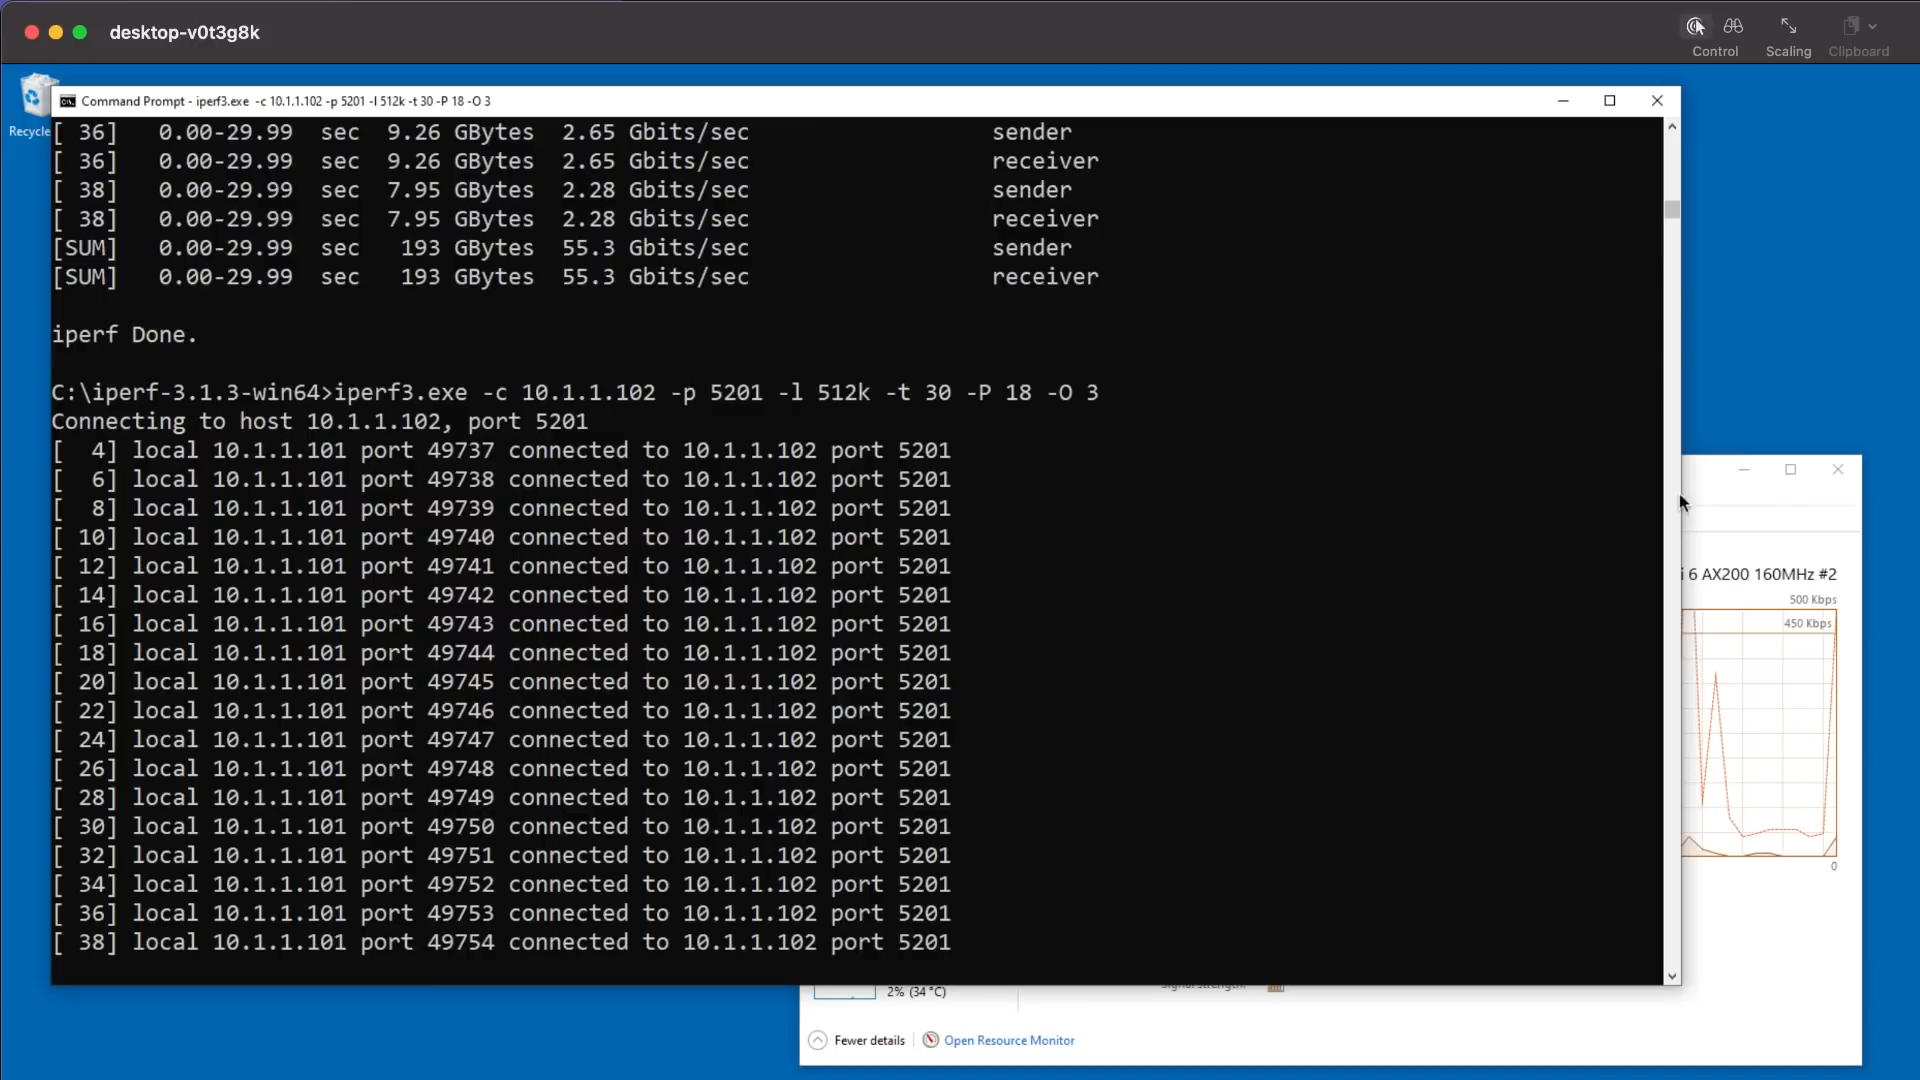 desktop-v0t3g8k
Control
Scaling
Clipboard
Recycle
Command Prompt - iperf3.exe  -c 10.1.1.102 -p 5201 -l 512k -t 30 -P 18 -O 3
[ 36]   0.00-29.99  sec  9.26 GBytes  2.65 Gbits/sec                  sender
[ 36]   0.00-29.99  sec  9.26 GBytes  2.65 Gbits/sec                  receiver
[ 38]   0.00-29.99  sec  7.95 GBytes  2.28 Gbits/sec                  sender
[ 38]   0.00-29.99  sec  7.95 GBytes  2.28 Gbits/sec                  receiver
[SUM]   0.00-29.99  sec   193 GBytes  55.3 Gbits/sec                  sender
[SUM]   0.00-29.99  sec   193 GBytes  55.3 Gbits/sec                  receiver
iperf Done.
C:\iperf-3.1.3-win64>iperf3.exe -c 10.1.1.102 -p 5201 -l 512k -t 30 -P 18 -O 3
Connecting to host 10.1.1.102, port 5201
[  4] local 10.1.1.101 port 49737 connected to 10.1.1.102 port 5201
[  6] local 10.1.1.101 port 49738 connected to 10.1.1.102 port 5201
[  8] local 10.1.1.101 port 49739 connected to 10.1.1.102 port 5201
[ 10] local 10.1.1.101 port 49740 connected to 10.1.1.102 port 5201
[ 12] local 10.1.1.101 port 49741 connected to 10.1.1.102 port 5201
[ 14] local 10.1.1.101 port 49742 connected to 10.1.1.102 port 5201
[ 16] local 10.1.1.101 port 49743 connected to 10.1.1.102 port 5201
[ 18] local 10.1.1.101 port 49744 connected to 10.1.1.102 port 5201
[ 20] local 10.1.1.101 port 49745 connected to 10.1.1.102 port 5201
[ 22] local 10.1.1.101 port 49746 connected to 10.1.1.102 port 5201
[ 24] local 10.1.1.101 port 49747 connected to 10.1.1.102 port 5201
[ 26] local 10.1.1.101 port 49748 connected to 10.1.1.102 port 5201
[ 28] local 10.1.1.101 port 49749 connected to 10.1.1.102 port 5201
[ 30] local 10.1.1.101 port 49750 connected to 10.1.1.102 port 5201
[ 32] local 10.1.1.101 port 49751 connected to 10.1.1.102 port 5201
[ 34] local 10.1.1.101 port 49752 connected to 10.1.1.102 port 5201
[ 36] local 10.1.1.101 port 49753 connected to 10.1.1.102 port 5201
[ 38] local 10.1.1.101 port 49754 connected to 10.1.1.102 port 5201
i 6 AX200 160MHz #2
500 Kbps
450 Kbps
0
2% (34 °C)
Fewer details
Open Resource Monitor